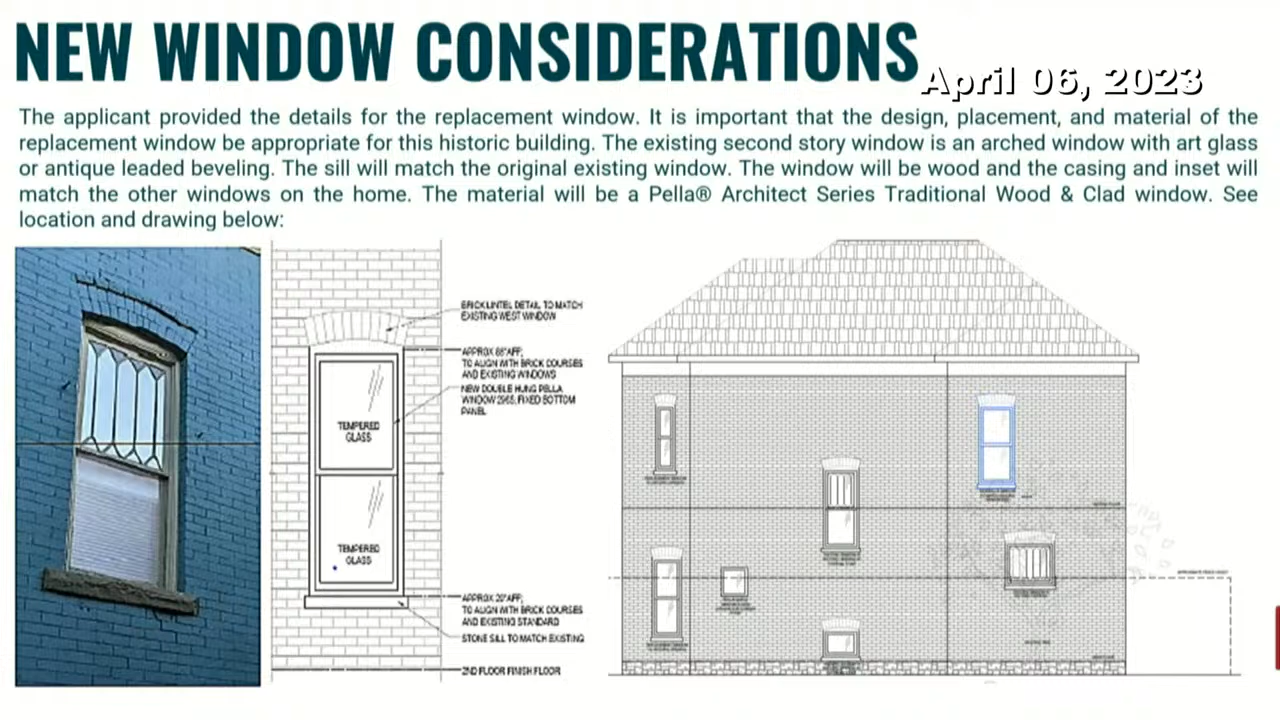 NEW WINDOW CONSIDERATIONS
April 06, 2023
The applicant provided the details for the replacement window. It is important that the design, placement, and material of the
replacement window be appropriate for this historic building. The existing second story window is an arched window with art glass
or antique leaded beveling. The sill will match the original existing window. The window will be wood and the casing and inset will
match the other windows on the home. The material will be a Pella® Architect Series Traditional Wood & Clad window. See
location and drawing below:
BRICK LINTEL DETAIL TO MATCH
EXISTING WEST WINDOW
APPROX 88" AFF;
TO ALIGN WITH BRICK COURSES
AND EXISTING WINDOWS
NEW DOUBLE HUNG PELLA
WINDOW 2965, FIXED BOTTOM
PANEL
TEMPERED
GLASS
TEMPERED
GLASS
APPROX 20" AFF;
TO ALIGN WITH BRICK COURSES
AND EXISTING STANDARD
STONE SILL TO MATCH EXISTING
2ND FLOOR FINISH FLOOR